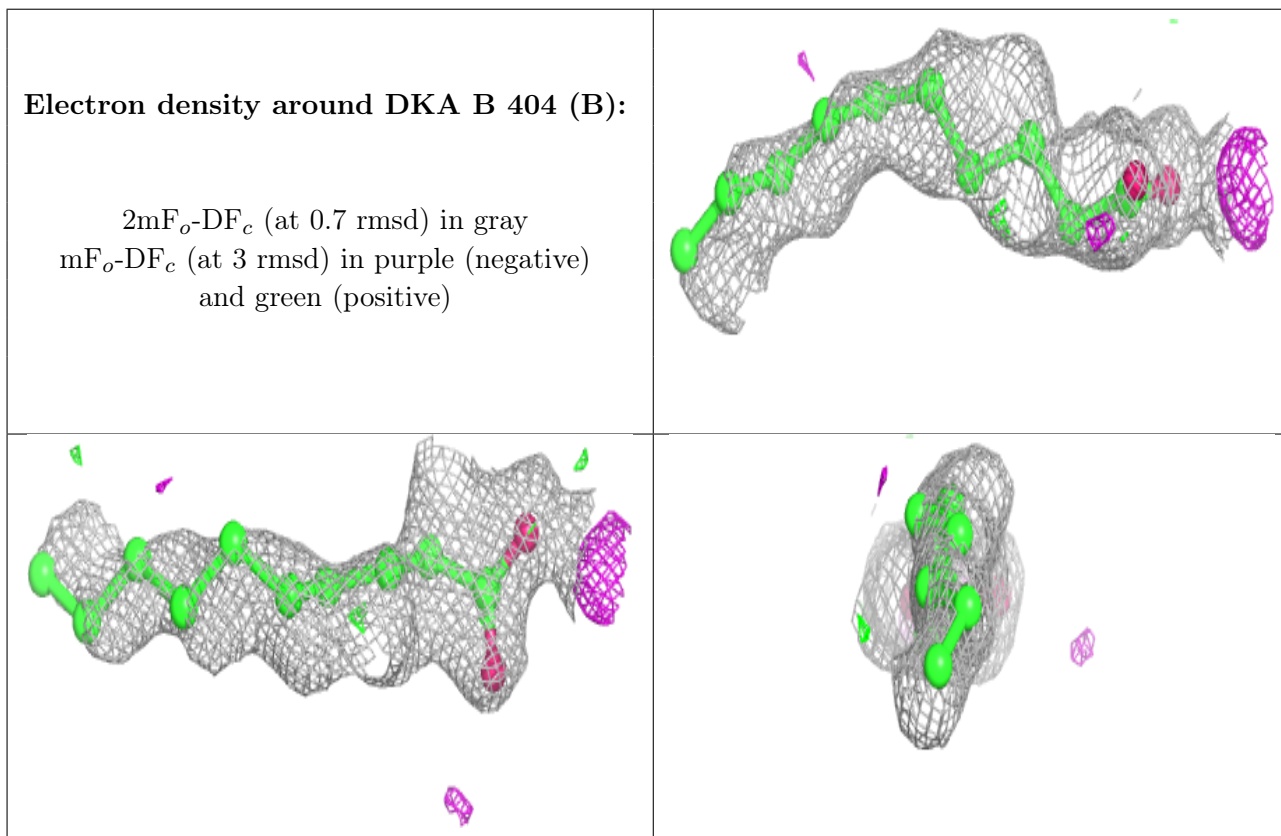 Electron density around DKA B 404 (B):
2mFₒ-DF𝒸 (at 0.7 rmsd) in gray
mFₒ-DF𝒸 (at 3 rmsd) in purple (negative)
and green (positive)